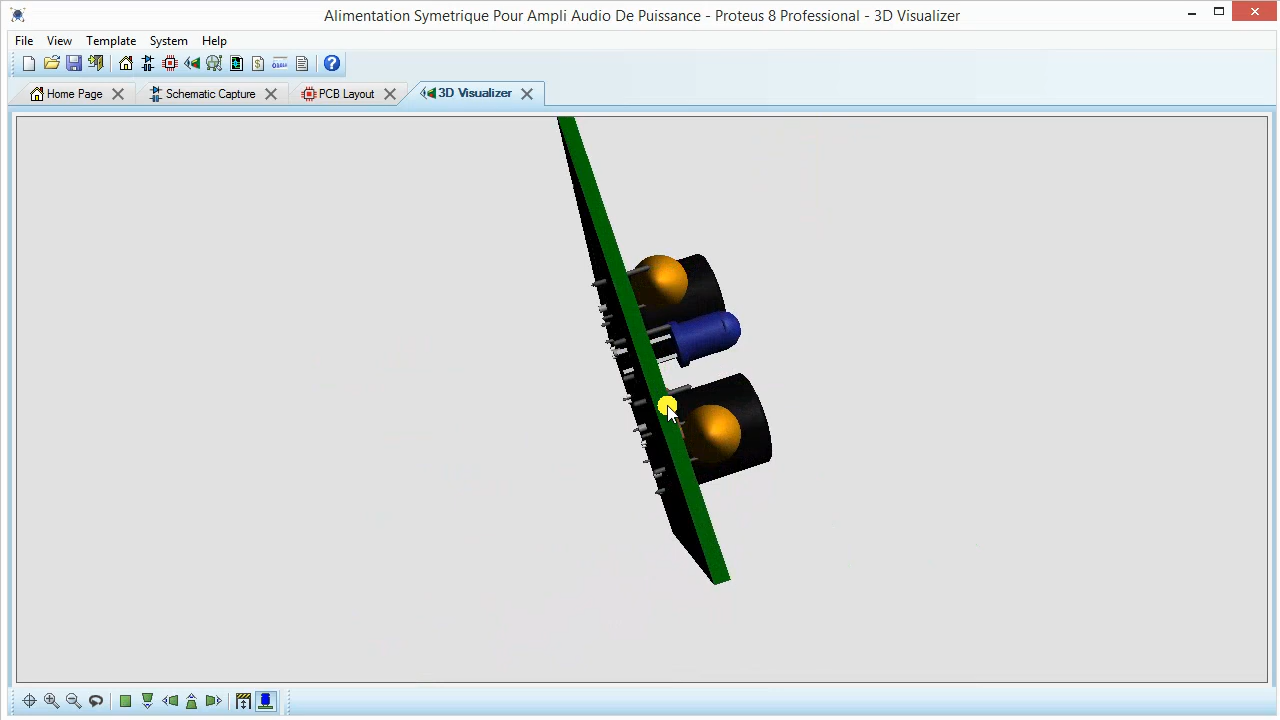 Alimentation Symetrique Pour Ampli Audio De Puissance - Proteus 8 Professional - 3D Visualizer
File View Template System Help
Home Page Schematic Capture PCB Layout 3D Visualizer